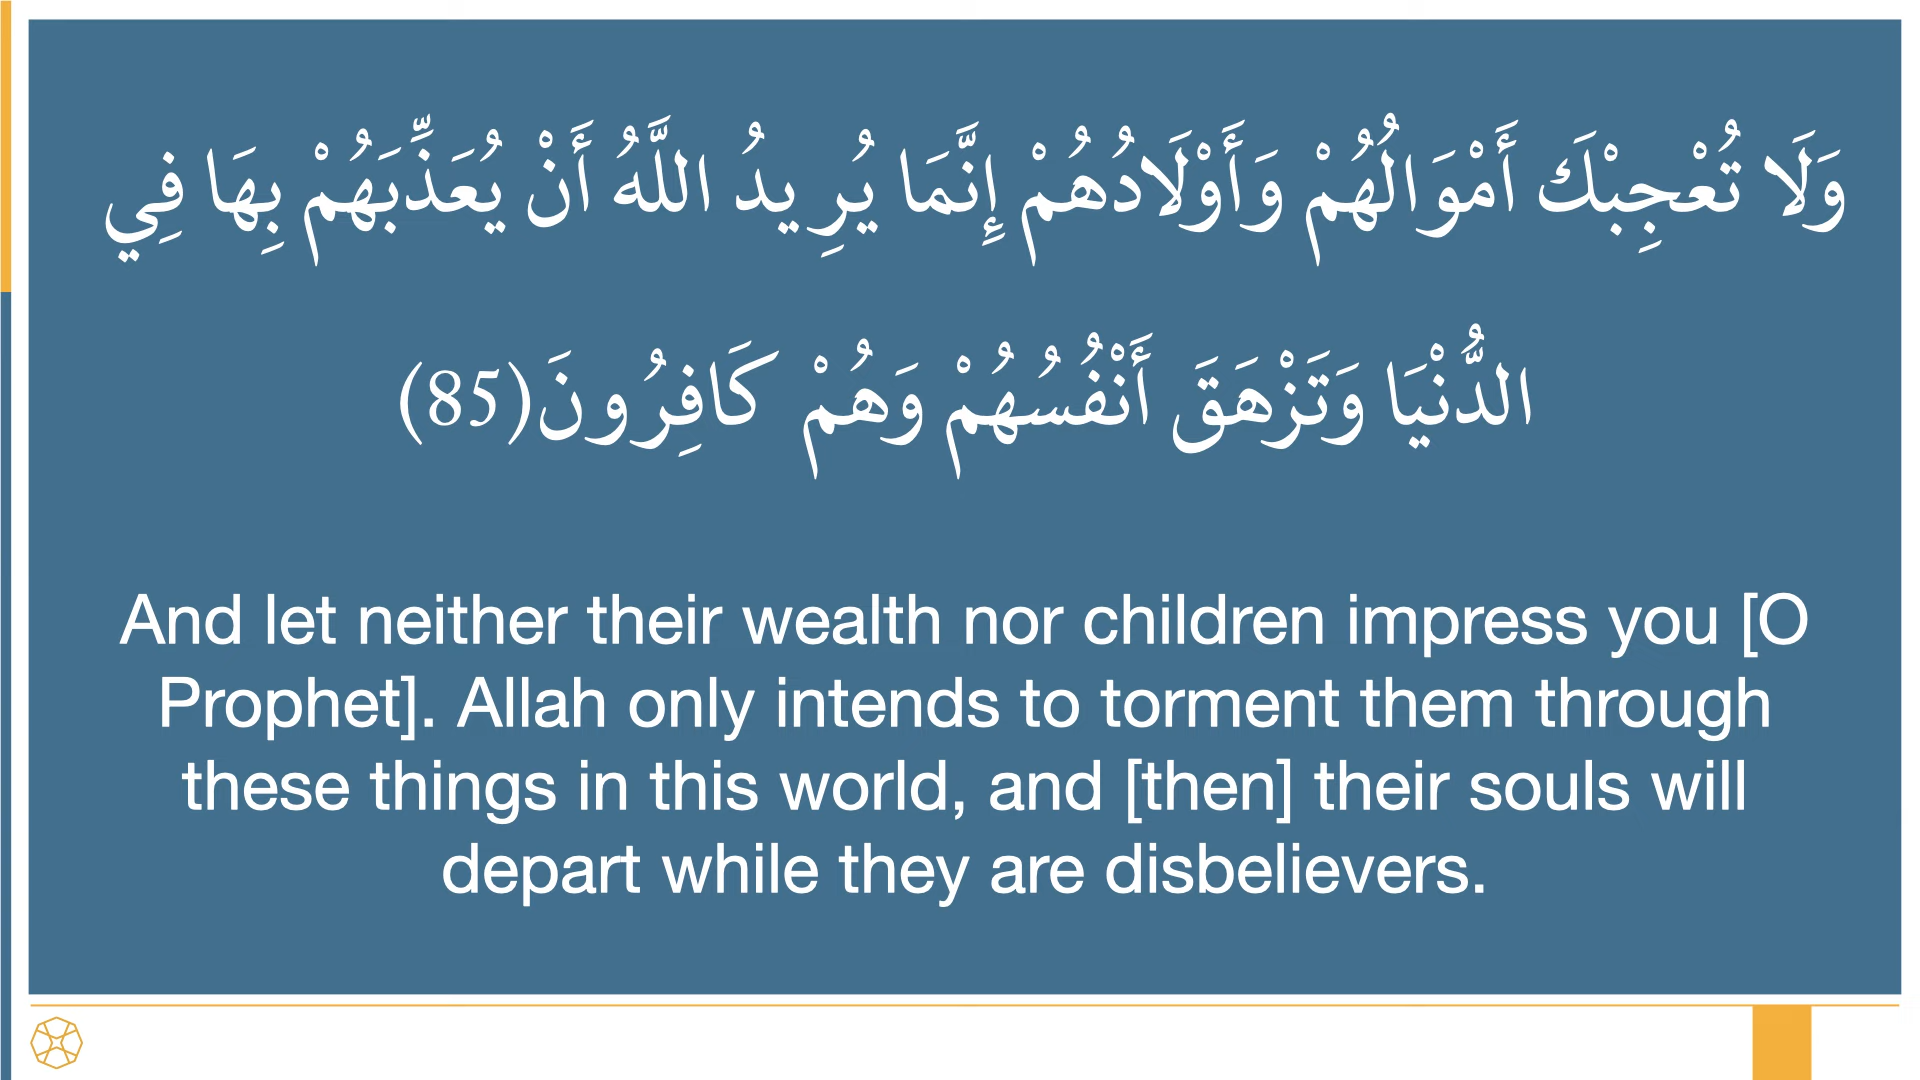 وَلَا تُعْجِبْكَ أَمْوَالُهُمْ وَأَوْلَادُهُمْ إِنَّمَا يُرِيدُ اللَّهُ أَنْ يُعَذِّبَهُمْ بِهَا فِي
الدُّنْيَا وَتَزْهَقَ أَنْفُسُهُمْ وَهُمْ كَافِرُونَ(85)
And let neither their wealth nor children impress you [O
Prophet]. Allah only intends to torment them through
these things in this world, and [then] their souls will
depart while they are disbelievers.